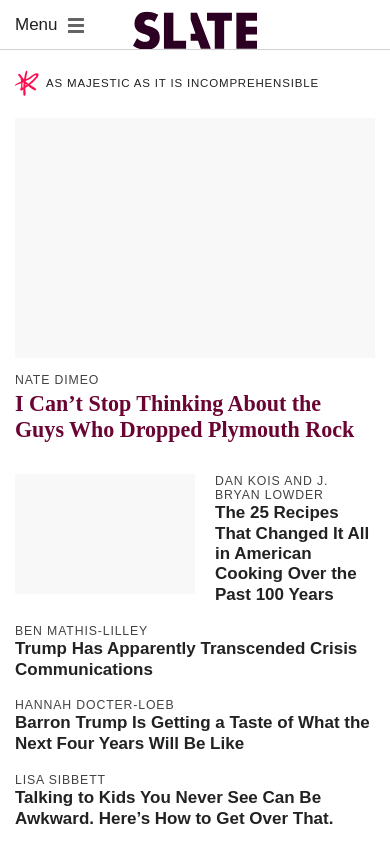 Menu
SLATE
AS MAJESTIC AS IT IS INCOMPREHENSIBLE
NATE DIMEO
I Can’t Stop Thinking About the
Guys Who Dropped Plymouth Rock
DAN KOIS AND J.
BRYAN LOWDER
The 25 Recipes
That Changed It All
in American
Cooking Over the
Past 100 Years
BEN MATHIS-LILLEY
Trump Has Apparently Transcended Crisis
Communications
HANNAH DOCTER-LOEB
Barron Trump Is Getting a Taste of What the
Next Four Years Will Be Like
LISA SIBBETT
Talking to Kids You Never See Can Be
Awkward. Here’s How to Get Over That.